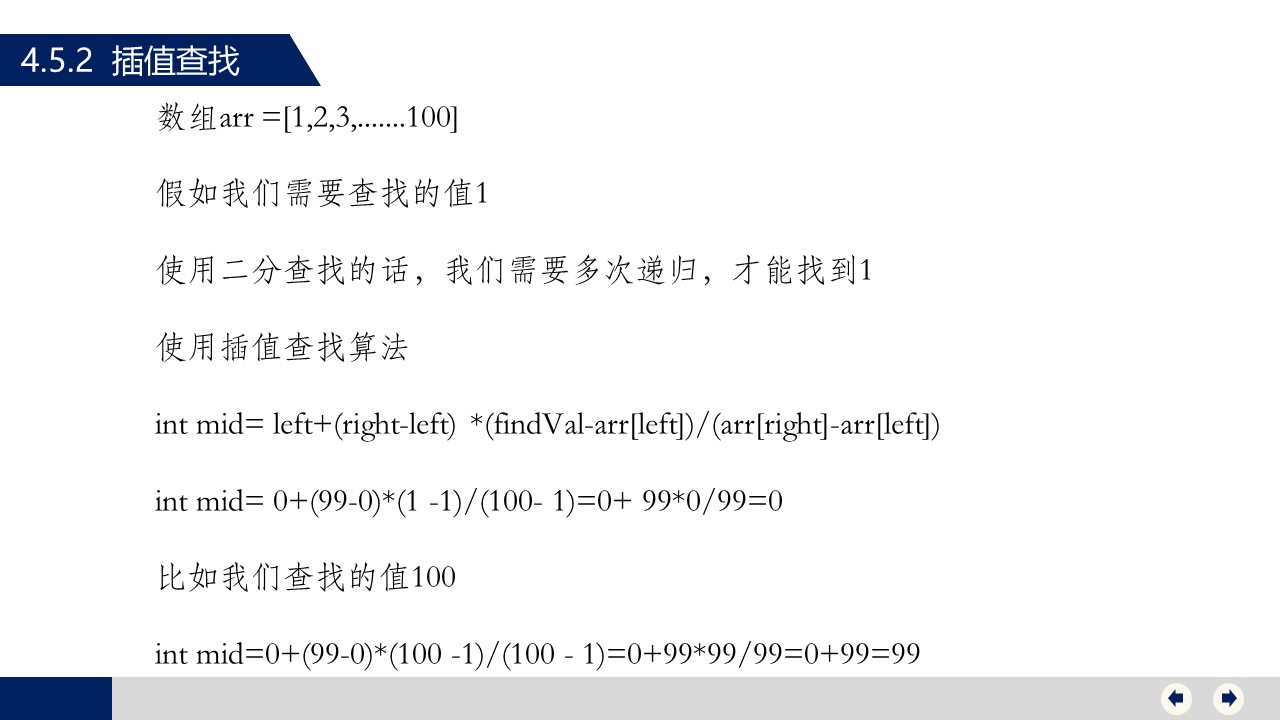 4.5.2 插值查找
数组arr =[1,2,3,.......100]
假如我们需要查找的值1
使用二分查找的话，我们需要多次递归，才能找到1
使用插值查找算法
int mid= left+(right-left) *(findVal-arr[left])/(arr[right]-arr[left])
int mid= 0+(99-0)*(1 -1)/(100- 1)=0+ 99*0/99=0
比如我们查找的值100
int mid=0+(99-0)*(100 -1)/(100 - 1)=0+99*99/99=0+99=99